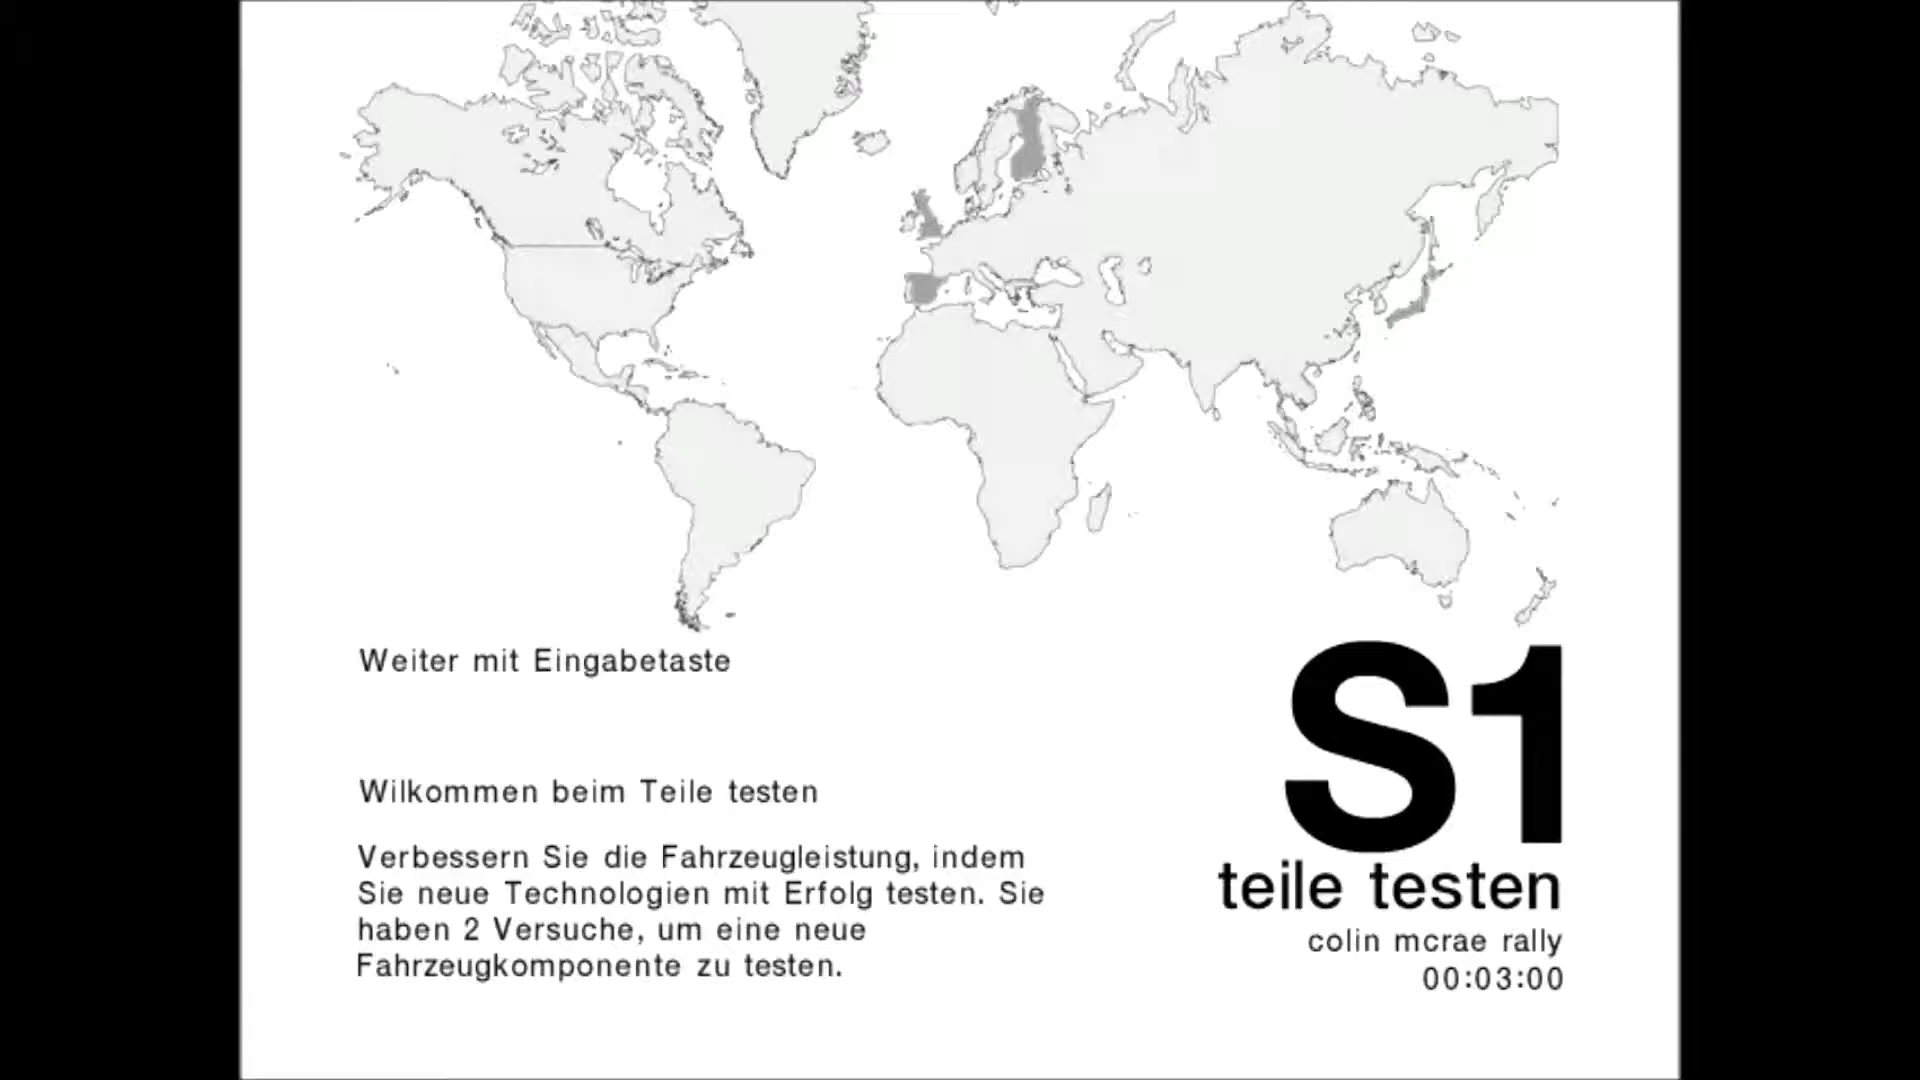 Weiter mit Eingabetaste
Wilkommen beim Teile testen
Verbessern Sie die Fahrzeugleistung, indem
Sie neue Technologien mit Erfolg testen. Sie
haben 2 Versuche, um eine neue
Fahrzeugkomponente zu testen.
S1
teile testen
colin mcrae rally
00:03:00